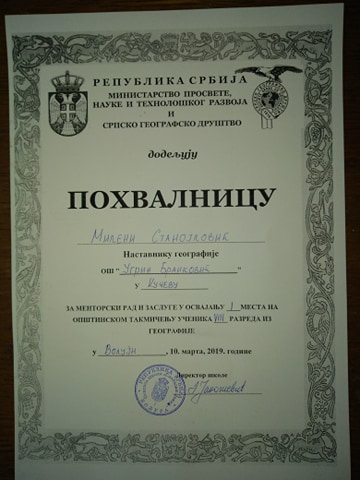 РЕПУБЛИКА СРБИЈА
МИНИСТАРСТВО ПРОСВЕТЕ,
НАУКЕ И ТЕХНОЛОШКОГ РАЗВОЈА
И
СРПСКО ГЕОГРАФСКО ДРУШТВО
додељују
ПОХВАЛНИЦУ
Милени Станојловић
Наставнику географије
ОШ "Угрин Бранковић"
у Кучеву
ЗА МЕНТОРСКИ РАД И ЗАСЛУГЕ У ОСВАЈАЊУ I МЕСТА НА
ОПШТИНСКОМ ТАКМИЧЕЊУ УЧЕНИКА VIII РАЗРЕДА ИЗ
ГЕОГРАФИЈЕ
у Волуји, 10. марта, 2019. године
Директор школе